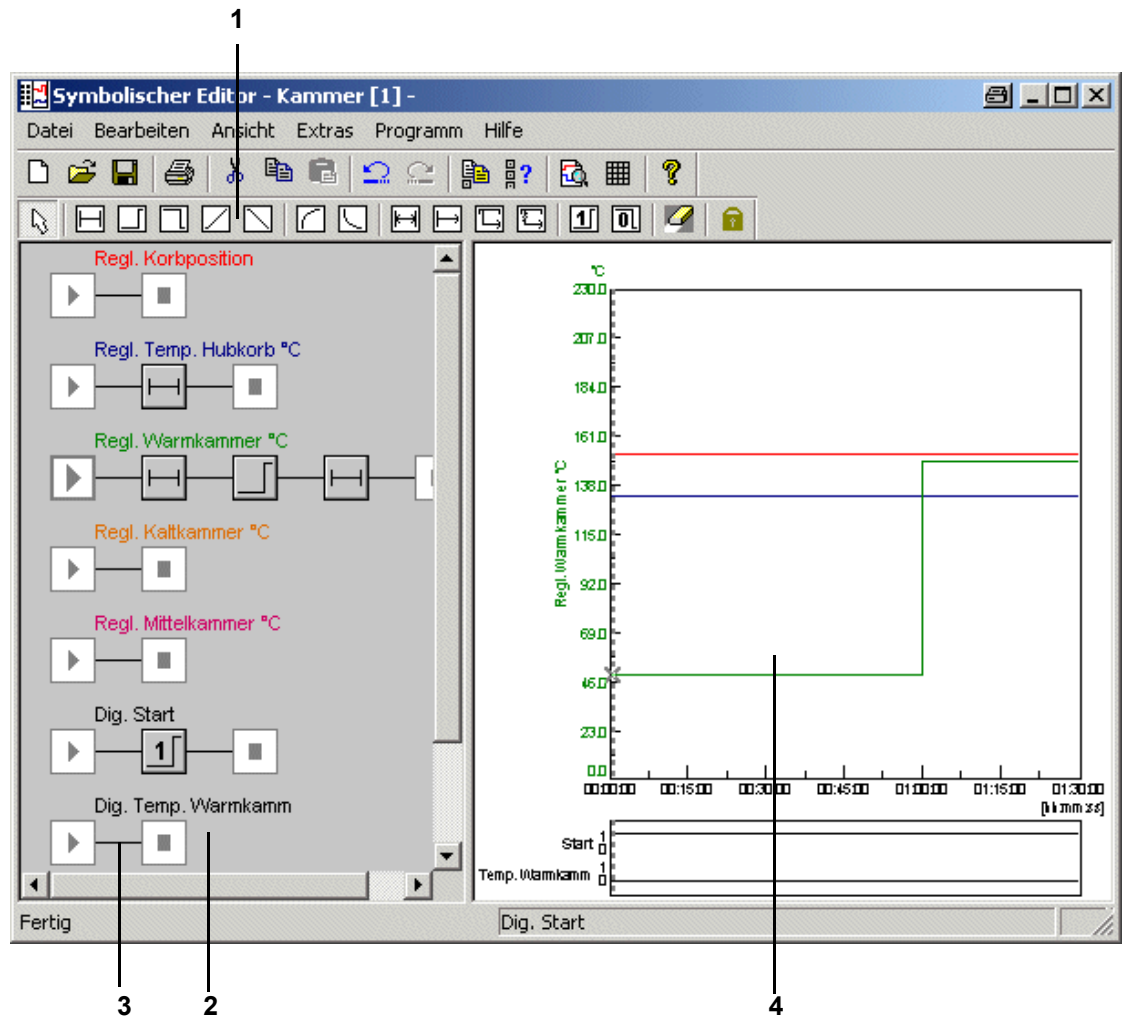 1
Symbolischer Editor - Kammer [1] -
Datei Bearbeiten Ansicht Extras Programm Hilfe
Regl. Korbposition
Regl. Temp. Hubkorb °C
Regl. Warmkammer °C
Regl. Kaltkammer °C
Regl. Mittelkammer °C
Dig. Start
1
Dig. Temp. Warmkamm
°C
230.0
207.0
184.0
161.0
138.0
115.0
92.0
69.0
46.0
23.0
0.0
Regl. Warmkammer °C
00:00:00 00:15:00 00:30:00 00:45:00 01:00:00 01:15:00 01:30:00
[hh:mm:ss]
Start 1
0
Temp. Warmkamm 1
0
Fertig
Dig. Start
3 2 4